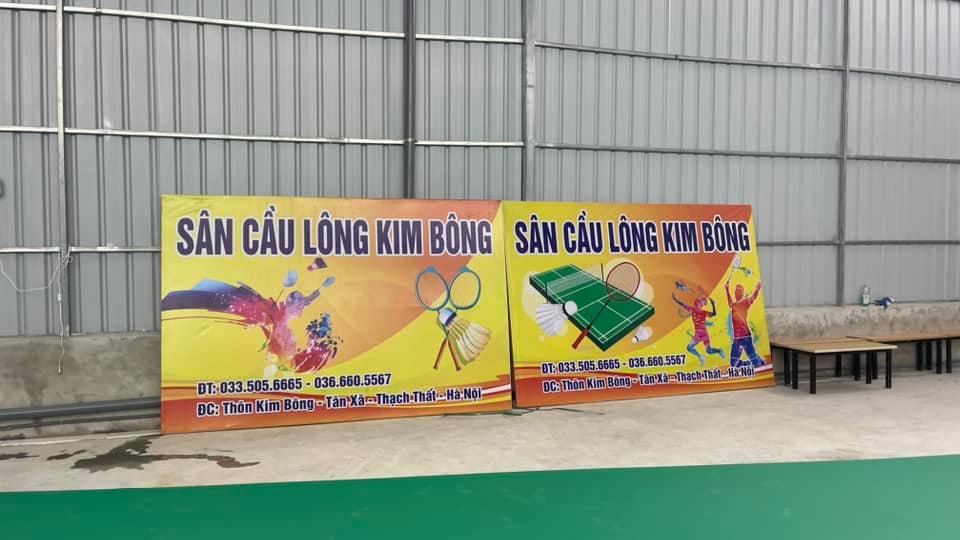 SÂN CẦU LÔNG KIM BÔNG
ĐT: 033.505.6665 - 036.660.5567
ĐC: Thôn Kim Bông - Tân Xã - Thạch Thất - Hà Nội
SÂN CẦU LÔNG KIM BÔNG
ĐT: 033.505.6665 - 036.660.5567
ĐC: Thôn Kim Bông - Tân Xã - Thạch Thất - Hà Nội